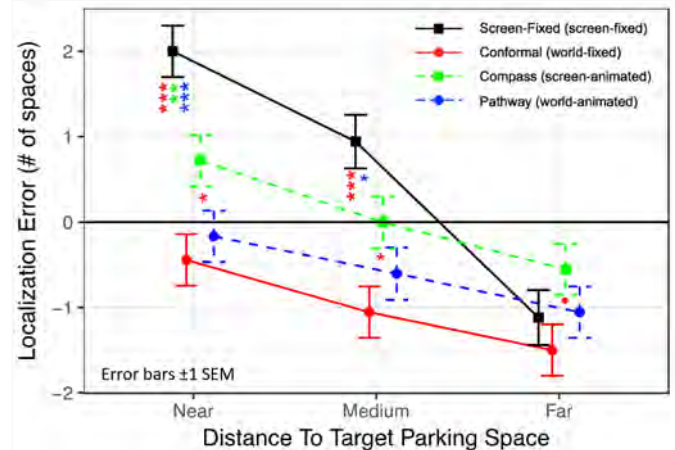 Screen-Fixed (screen-fixed)
Conformal (world-fixed)
Compass (screen-animated)
Pathway (world-animated)
Localization Error (# of spaces)
2
1
0
−1
−2
* * *
* *
* * *
*
* * *
*
*
Error bars ±1 SEM
Near Medium Far
Distance To Target Parking Space